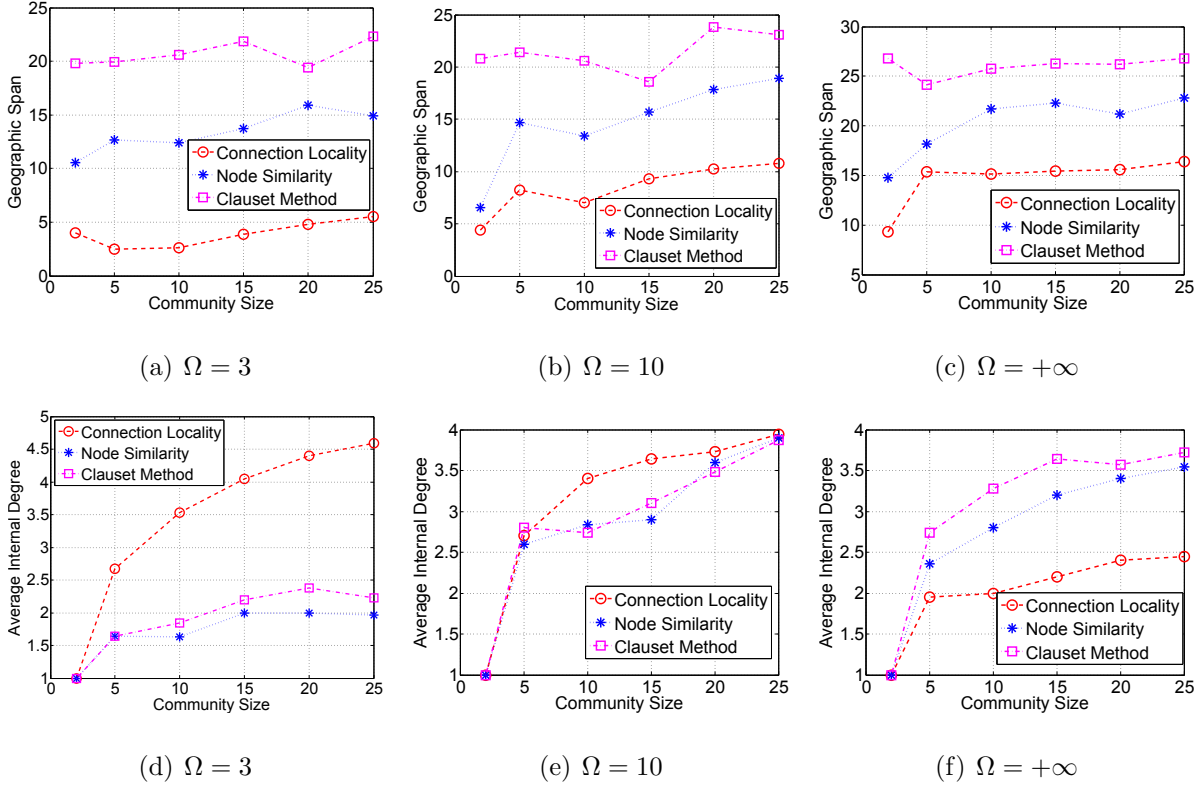 25
20
15
10
5
0
Geographic Span
Connection Locality
Node Similarity
Clauset Method
0 5 10 15 20 25
Community Size
(a) Ω = 3
25
20
15
10
5
0
Geographic Span
Connection Locality
Node Similarity
Clauset Method
0 5 10 15 20 25
Community Size
(b) Ω = 10
30
25
20
15
10
5
Geographic Span
Connection Locality
Node Similarity
Clauset Method
0 5 10 15 20 25
Community Size
(c) Ω = +∞
5
4.5
4
3.5
3
2.5
2
1.5
1
Average Internal Degree
Connection Locality
Node Similarity
Clauset Method
0 5 10 15 20 25
Community Size
(d) Ω = 3
4
3.5
3
2.5
2
1.5
1
Average Internal Degree
Connection Locality
Node Similarity
Clauset Method
0 5 10 15 20 25
Community Size
(e) Ω = 10
4
3.5
3
2.5
2
1.5
1
Average Internal Degree
Connection Locality
Node Similarity
Clauset Method
0 5 10 15 20 25
Community Size
(f) Ω = +∞